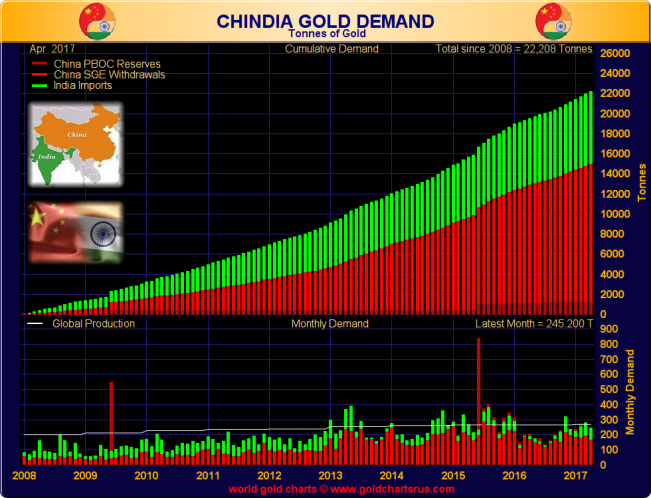 CHINDIA GOLD DEMAND
Tonnes of Gold
Apr 2017
Cumulative Demand
Total since 2008 = 22,208 Tonnes
China PBOC Reserves
China SGE Withdrawals
India Imports
China
India
26000
24000
22000
20000
18000
16000
14000
12000
10000
8000
6000
4000
2000
0
Tonnes
Global Production
Monthly Demand
Latest Month = 245.200 T
900
800
700
600
500
400
300
200
100
0
Monthly Demand
2008 2009 2010 2011 2012 2013 2014 2015 2016 2017
world gold charts © www.goldchartsrus.com